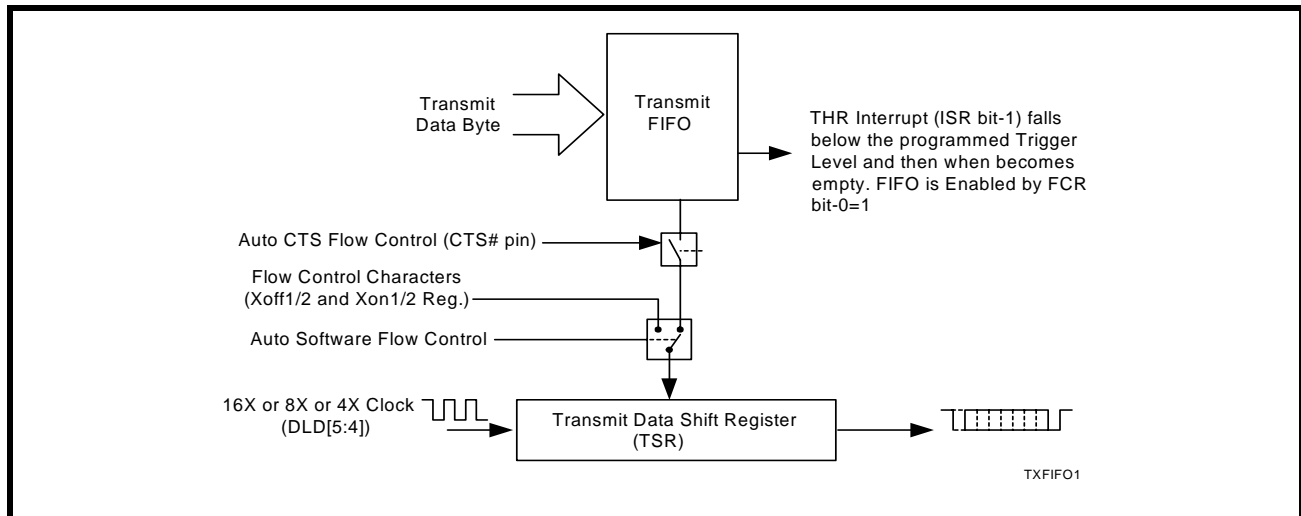 Transmit
Data Byte
Transmit
FIFO
THR Interrupt (ISR bit-1) falls
below the programmed Trigger
Level and then when becomes
empty. FIFO is Enabled by FCR
bit-0=1
Auto CTS Flow Control (CTS# pin)
Flow Control Characters
(Xoff1/2 and Xon1/2 Reg.)
Auto Software Flow Control
16X or 8X or 4X Clock
(DLD[5:4])
Transmit Data Shift Register
(TSR)
TXFIFO1